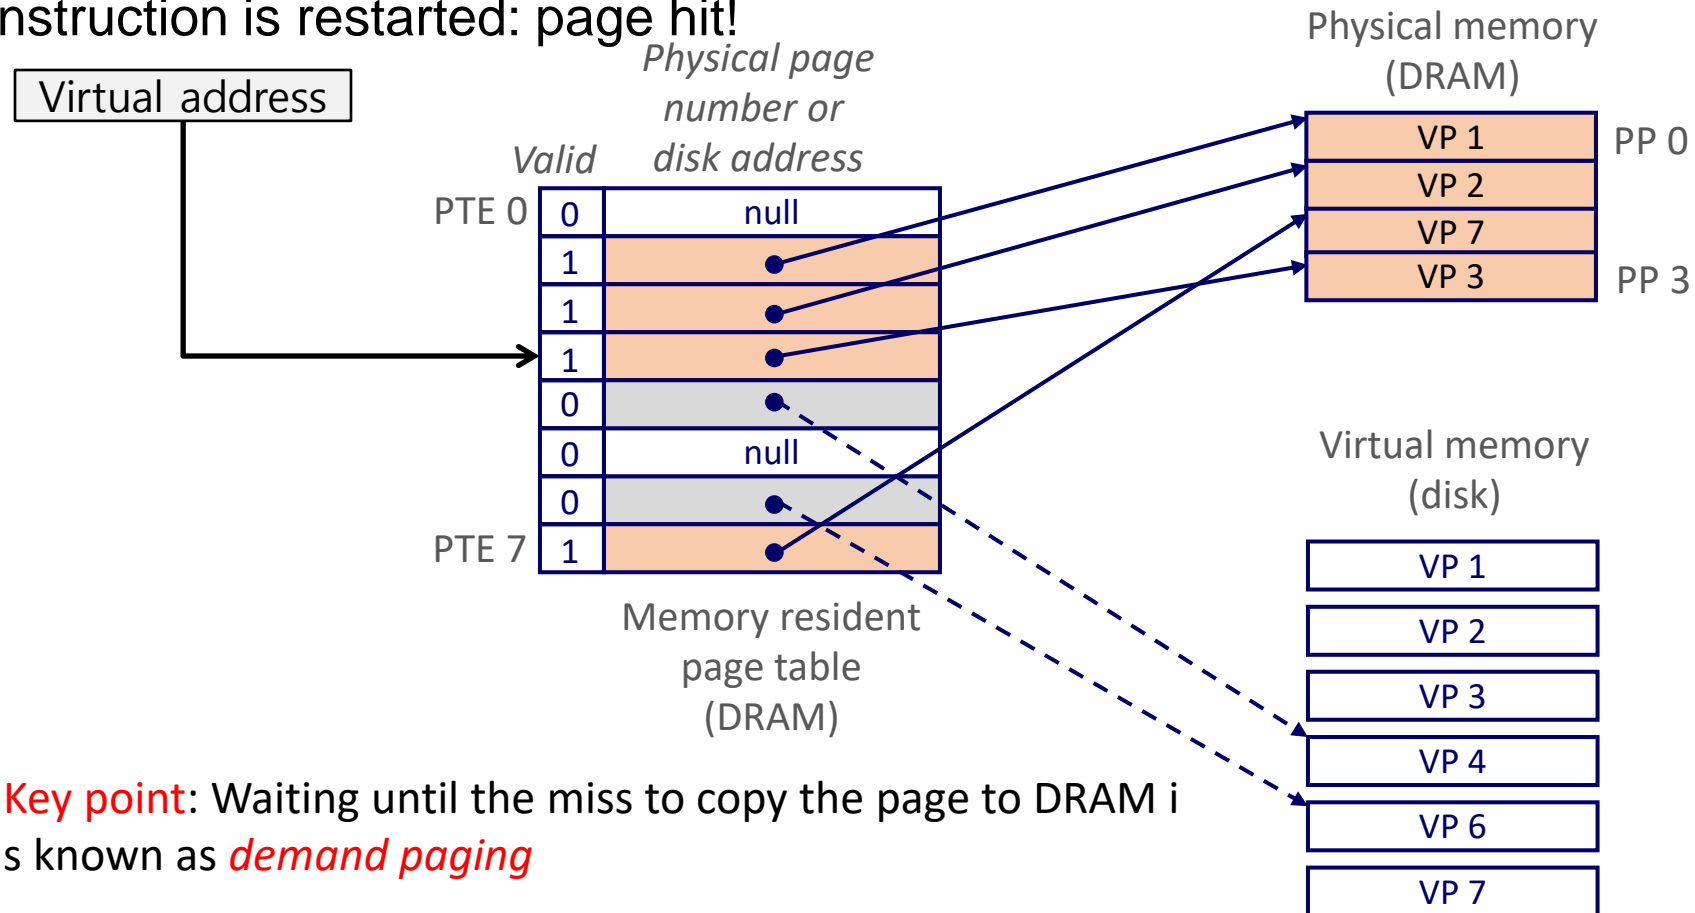 nstruction is restarted: page hit!
Virtual address
Physical page
number or
disk address
Valid
PTE 0
0
null
1
1
1
0
0
null
0
PTE 7
1
Memory resident
page table
(DRAM)
Physical memory
(DRAM)
VP 1
PP 0
VP 2
VP 7
VP 3
PP 3
Virtual memory
(disk)
VP 1
VP 2
VP 3
VP 4
VP 6
VP 7
Key point: Waiting until the miss to copy the page to DRAM i
s known as demand paging